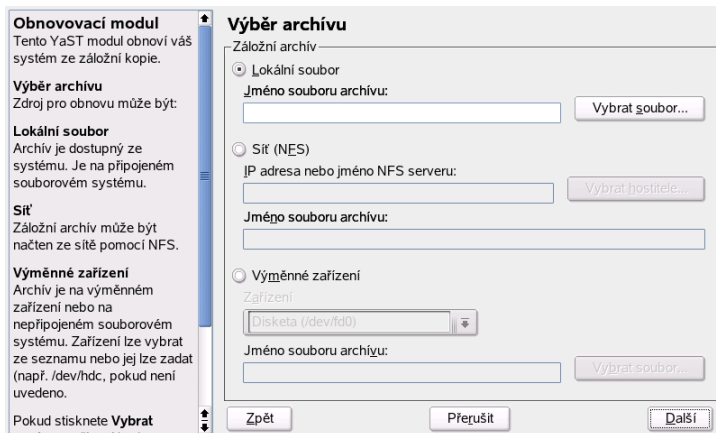 Obnovovací modul
Tento YaST modul obnoví váš
systém ze záložní kopie.
Výběr archívu
Zdroj pro obnovu může být:
Lokální soubor
Archív je dostupný ze
systému. Je na připojeném
souborovém systému.
Síť
Záložní archív může být
načten ze sítě pomocí NFS.
Výměnné zařízení
Archív je na výměnném
zařízení nebo na
nepřipojeném souborovém
systému. Zařízení lze vybrat
ze seznamu nebo jej lze zadat
(např. /dev/hdc, pokud není
uvedeno.
Pokud stisknete Vybrat
Výběr archívu
Záložní archív
Lokální soubor
Jméno souboru archívu:
Vybrat soubor...
Síť (NFS)
IP adresa nebo jméno NFS serveru:
Vybrat hostitele...
Jméno souboru archívu:
Výměnné zařízení
Zařízení
Disketa (/dev/fd0)
Jméno souboru archívu:
Vybrat soubor...
Zpět
Přerušit
Další